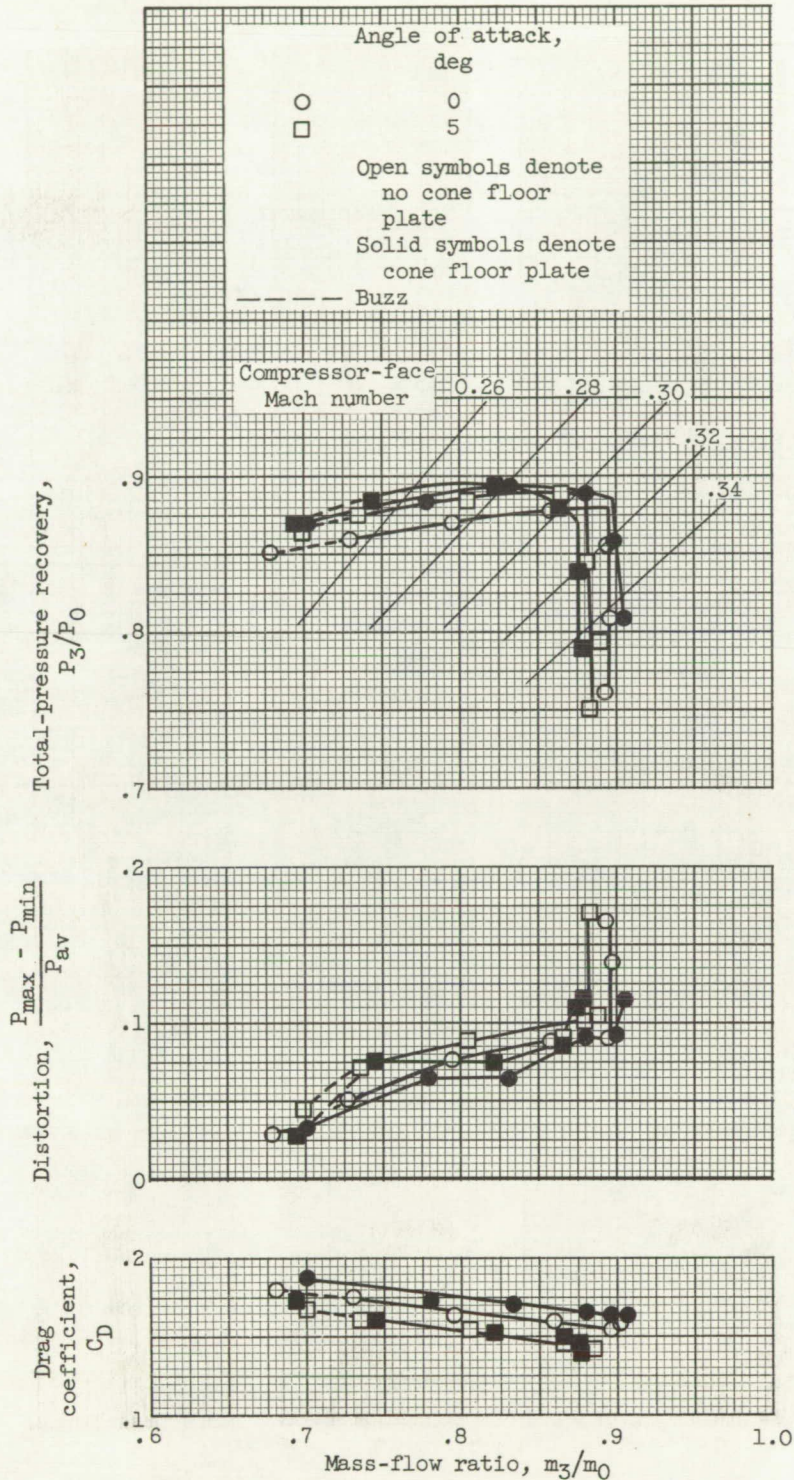 Angle of attack,
deg
0
5
Open symbols denote
no cone floor
plate
Solid symbols denote
cone floor plate
Buzz
Compressor-face
Mach number
0.26
.28
.30
.32
.34
Total-pressure recovery,
P3/P0
.9
.8
.7
Distortion, Pmax - Pmin
Pav
.2
.1
0
Drag
coefficient,
CD
.2
.1
.6
.7
.8
.9
1.0
Mass-flow ratio, m3/m0